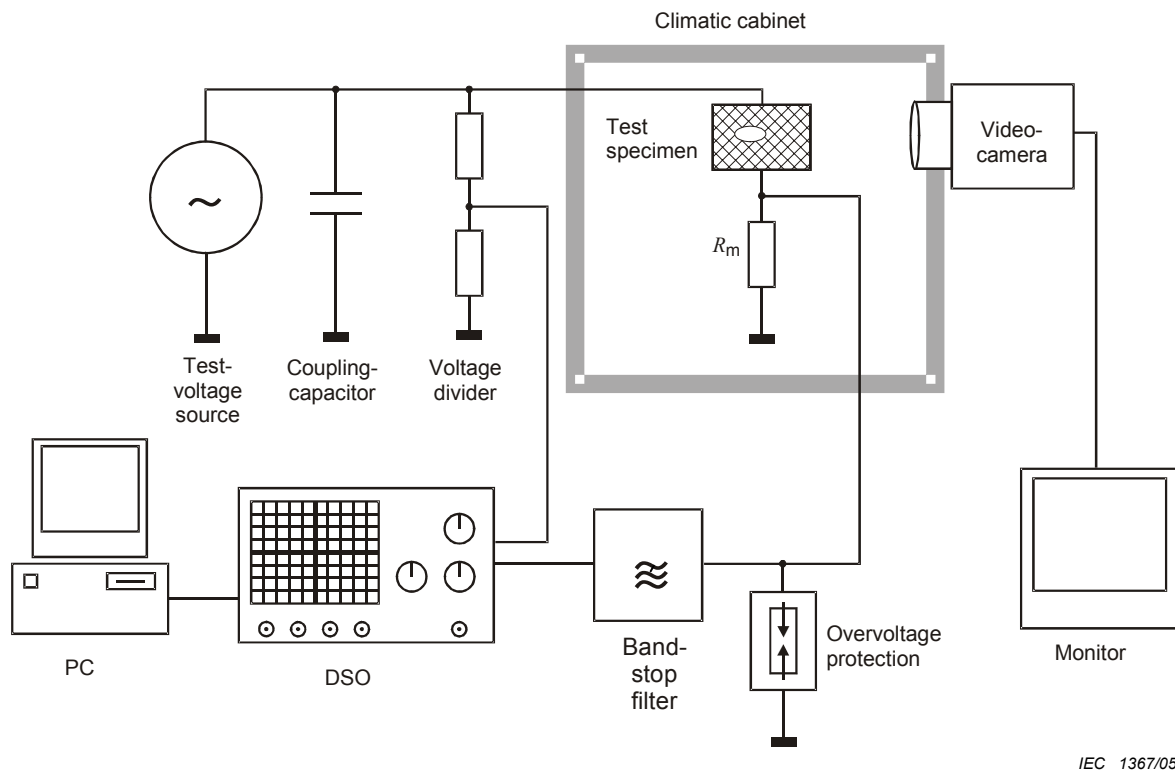 Climatic cabinet
Test
specimen
Video-
camera
Rm
Test-
voltage
source
Coupling-
capacitor
Voltage
divider
PC
DSO
Band-
stop
filter
Overvoltage
protection
Monitor
IEC 1367/05